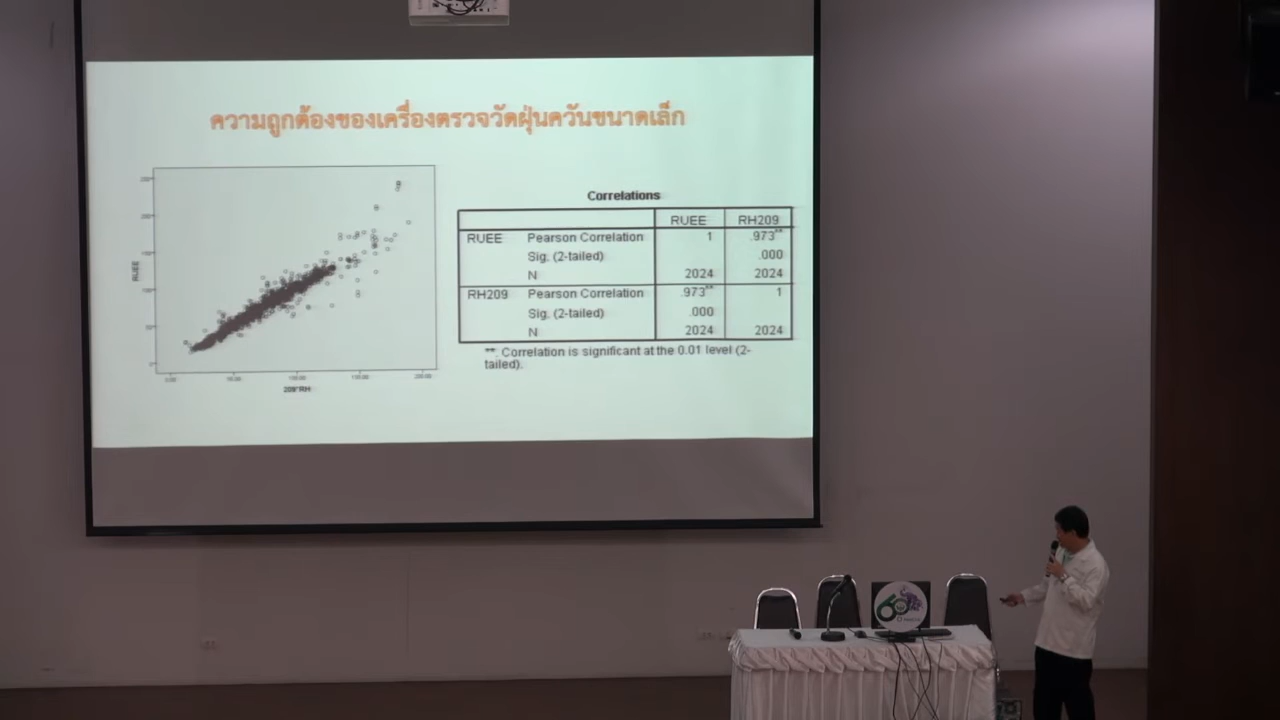 ความถูกต้องของเครื่องตรวจวัดฝุ่นควันขนาดเล็ก
RUEE
209*RH
Correlations
RUEE RH209
RUEE Pearson Correlation 1 .973**
Sig. (2-tailed) .000
N 2024 2024
RH209 Pearson Correlation .973** 1
Sig. (2-tailed) .000
N 2024 2024
**. Correlation is significant at the 0.01 level (2-
tailed).